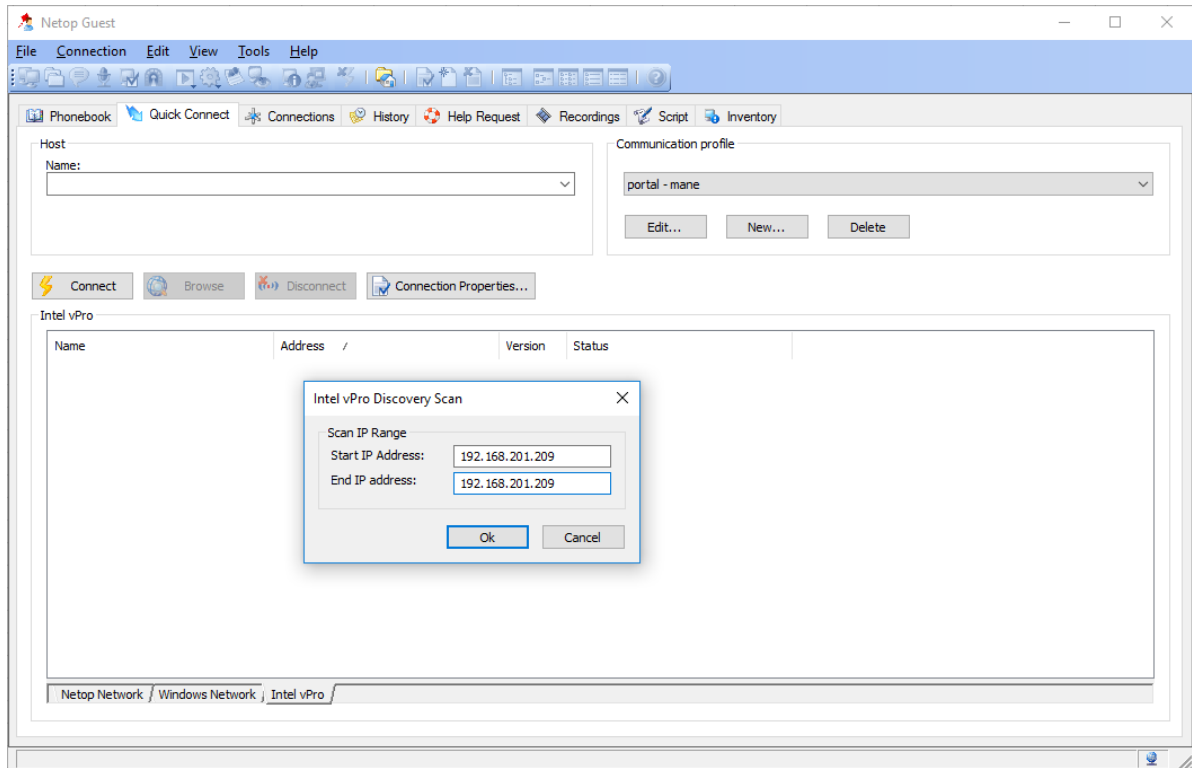 Netop Guest
File Connection Edit View Tools Help
Phonebook Quick Connect Connections History Help Request Recordings Script Inventory
Host
Name:
Communication profile
portal - mane
Edit... New... Delete
Connect Browse Disconnect Connection Properties...
Intel vPro
Name Address / Version Status
Intel vPro Discovery Scan
Scan IP Range
Start IP Address: 192.168.201.209
End IP address: 192.168.201.209
Ok Cancel
Netop Network Windows Network Intel vPro